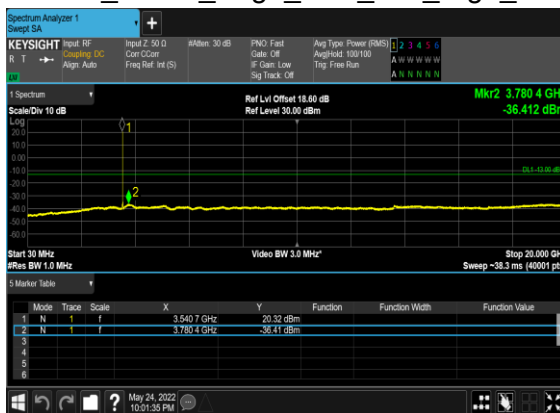 Spectrum Analyzer 1
Swept SA
+
KEYSIGHT Input: RF Input Z: 50 Ω #Atten: 30 dB PNO: Fast Avg Type: Power (RMS) 1 2 3 4 5 6
R T Coupling: DC Corr CCorr Gate: Off Avg|Hold: 100/100 A W W W W W
Align: Auto Freq Ref: Int (S) IF Gain: Low Trig: Free Run
LU Sig Track: Off A N N N N N
1 Spectrum
Ref Lvl Offset 18.60 dB Mkr2 3.780 4 GH
Scale/Div 10 dB Ref Level 30.00 dBm -36.412 dBr
Log
20.0 1
10.0
0.00
-10.0 DL1 -13.00 dB
-20.0
-30.0 2
-40.0
-50.0
-60.0
Start 30 MHz Video BW 3.0 MHz* Stop 20.000 GH
#Res BW 1.0 MHz Sweep ~38.3 ms (40001 pt
5 Marker Table
Mode Trace Scale X Y Function Function Width Function Value
1 N 1 f 3.540 7 GHz 20.32 dBm
2 N 1 f 3.780 4 GHz -36.41 dBm
3
4
5
6
? May 24, 2022
10:01:35 PM